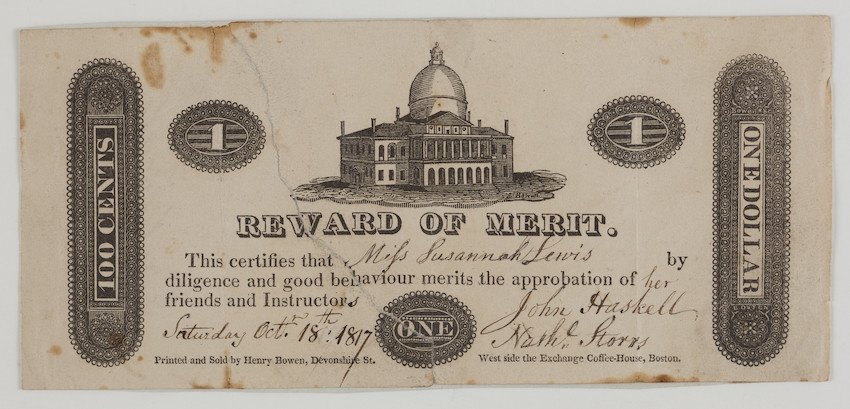 1
1
100 CENTS
ONE DOLLAR
REWARD OF MERIT.
This certifies that Miss Susannah Lewis by
diligence and good behaviour merits the approbation of her
friends and Instructors
John Haskell
Saturday Octr. 18th. 1817
ONE
Nathl. Storrs
Printed and Sold by Henry Bowen, Devonshire St.
West side the Exchange Coffee-House, Boston.